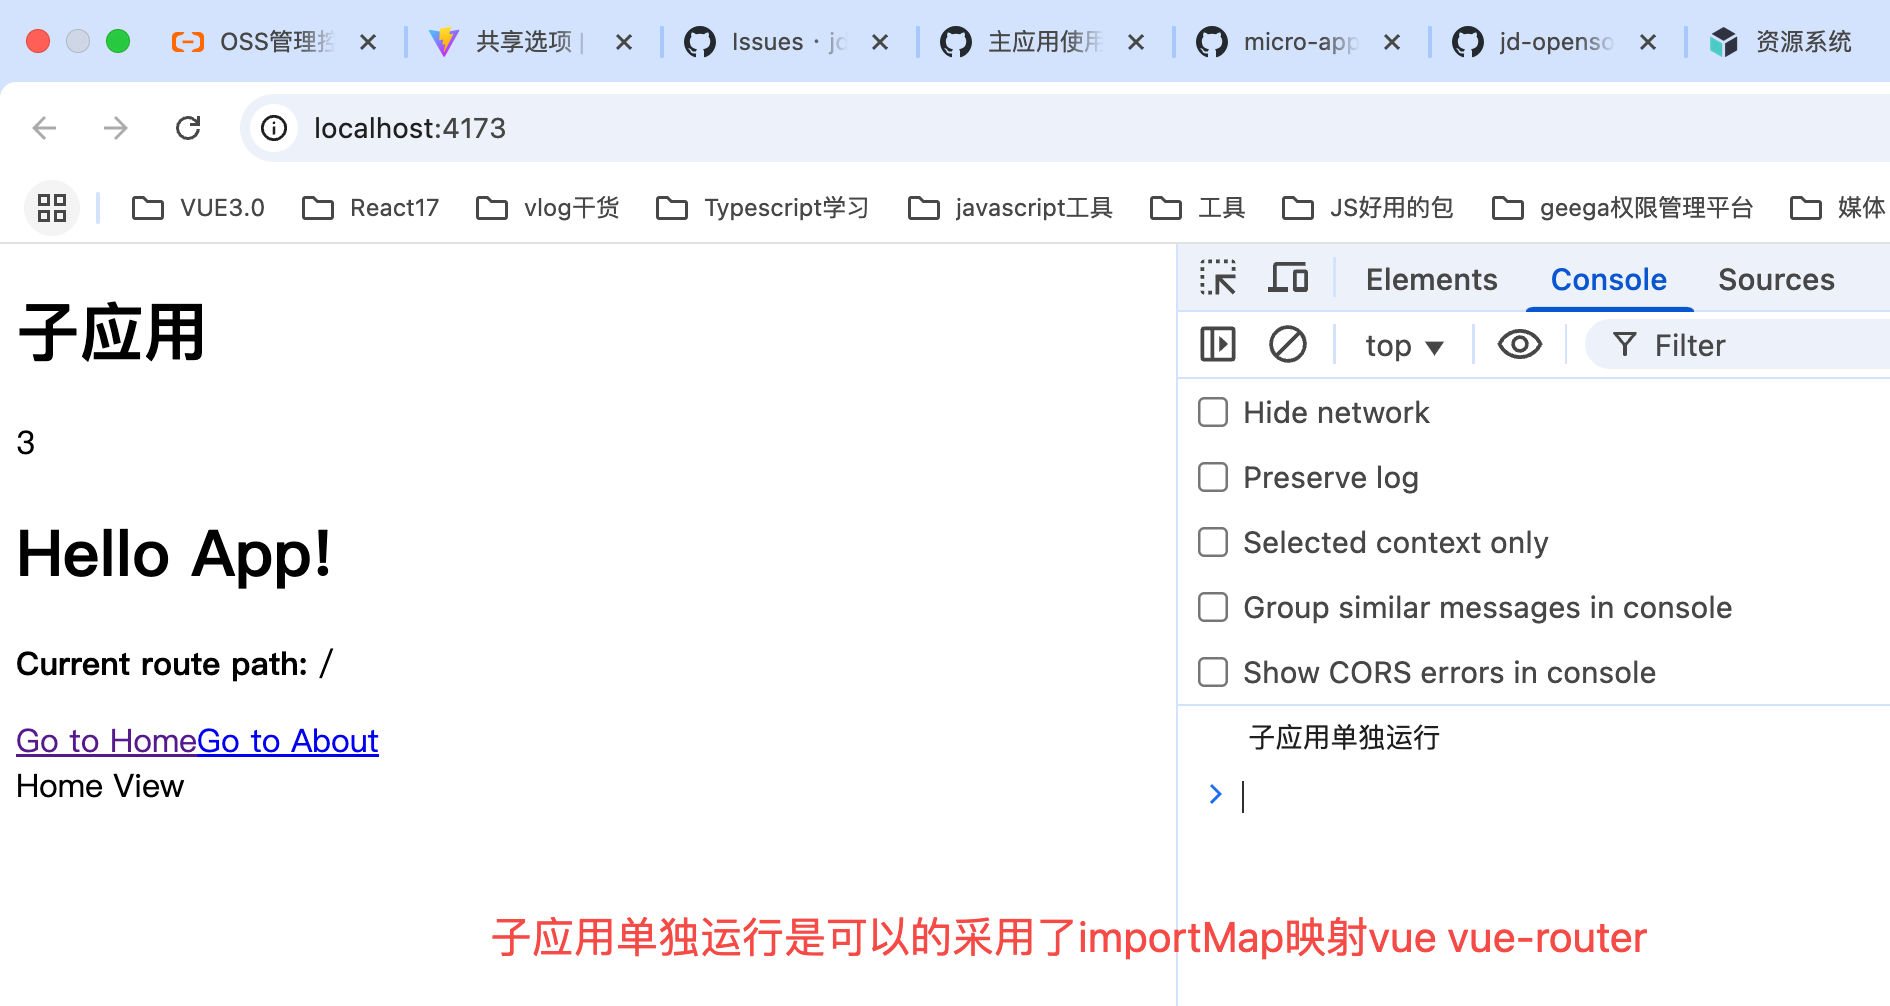 OSS管理控
共享选项 |
Issues · jd
主应用使用
micro-app
jd-openso
资源系统
localhost:4173
VUE3.0
React17
vlog干货
Typescript学习
javascript工具
工具
JS好用的包
geega权限管理平台
媒体
子应用
3
Hello App!
Current route path: /
Go to HomeGo to About
Home View
Elements
Console
Sources
top
Filter
Hide network
Preserve log
Selected context only
Group similar messages in console
Show CORS errors in console
子应用单独运行
子应用单独运行是可以的采用了importMap映射vue vue-router